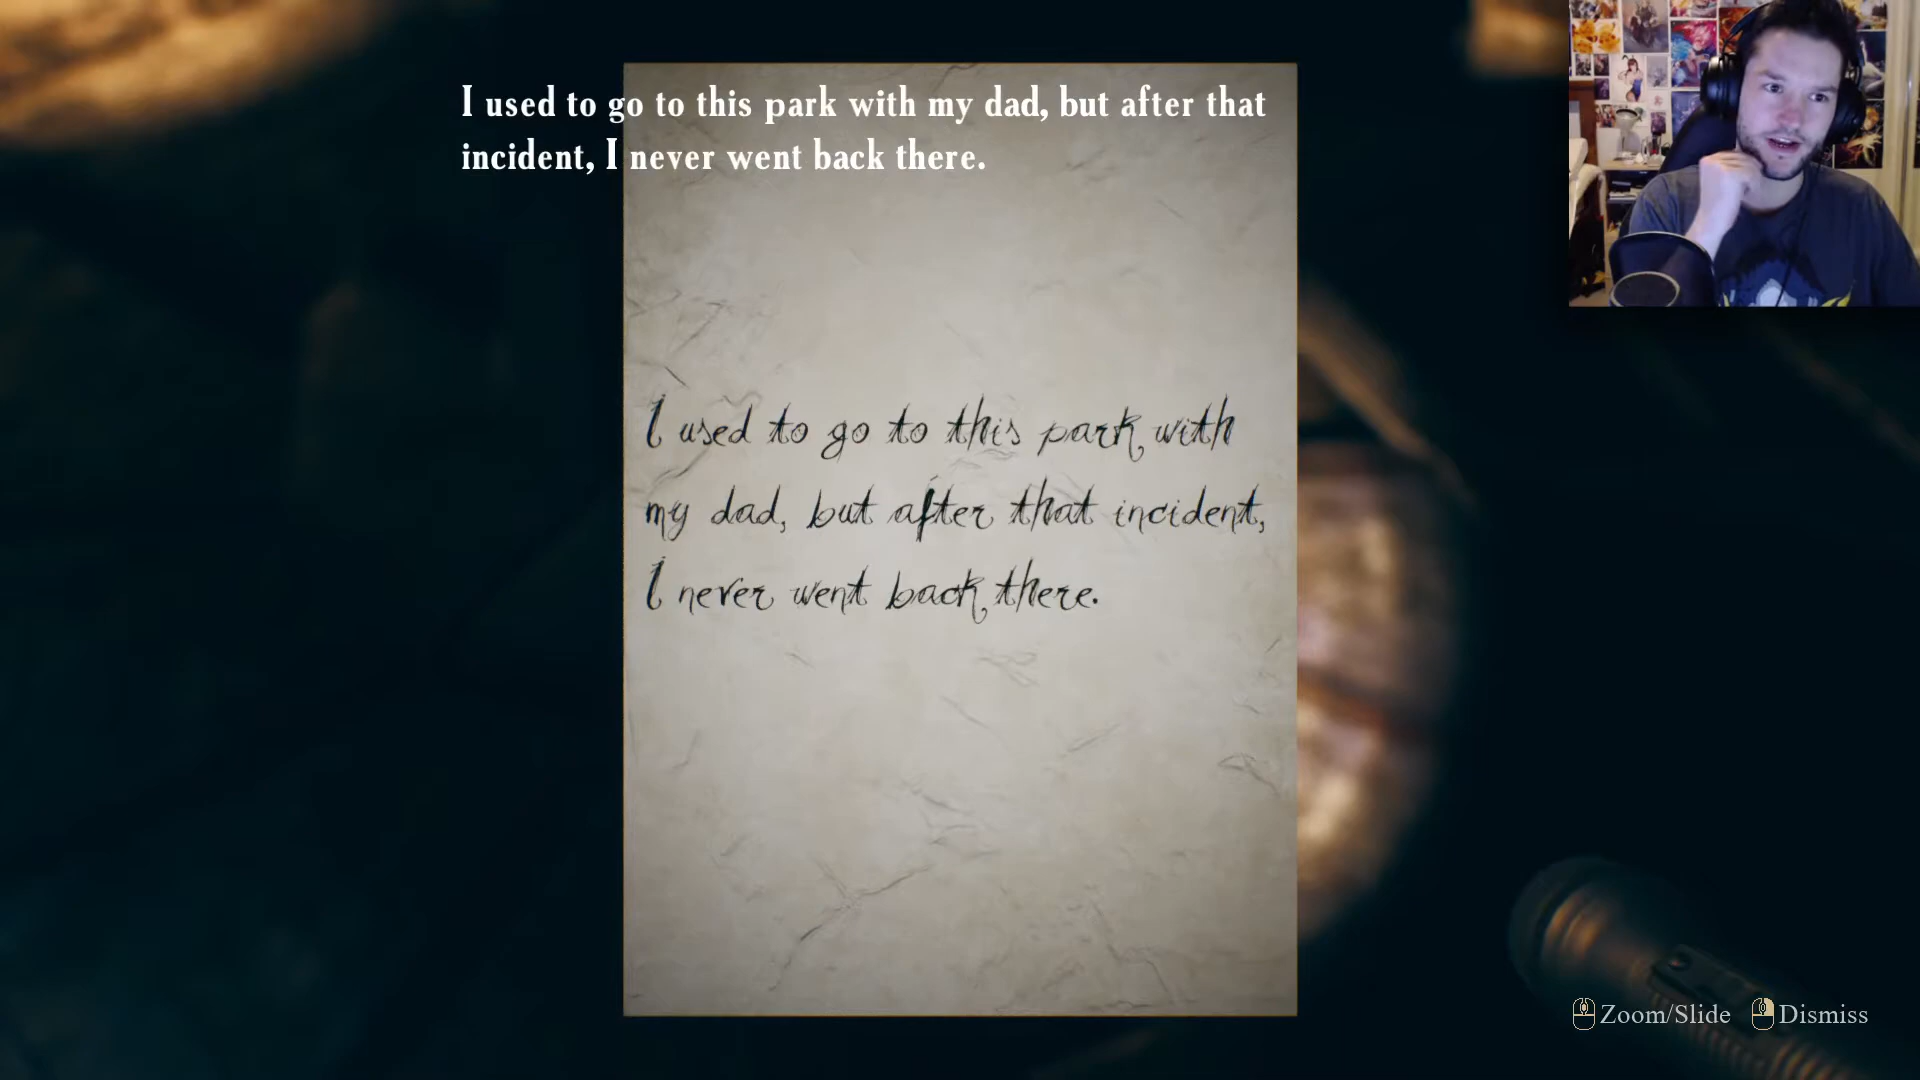 I used to go to this park with my dad, but after that
incident, I never went back there.
I used to go to this park with
my dad, but after that incident,
I never went back there.
Zoom/Slide Dismiss